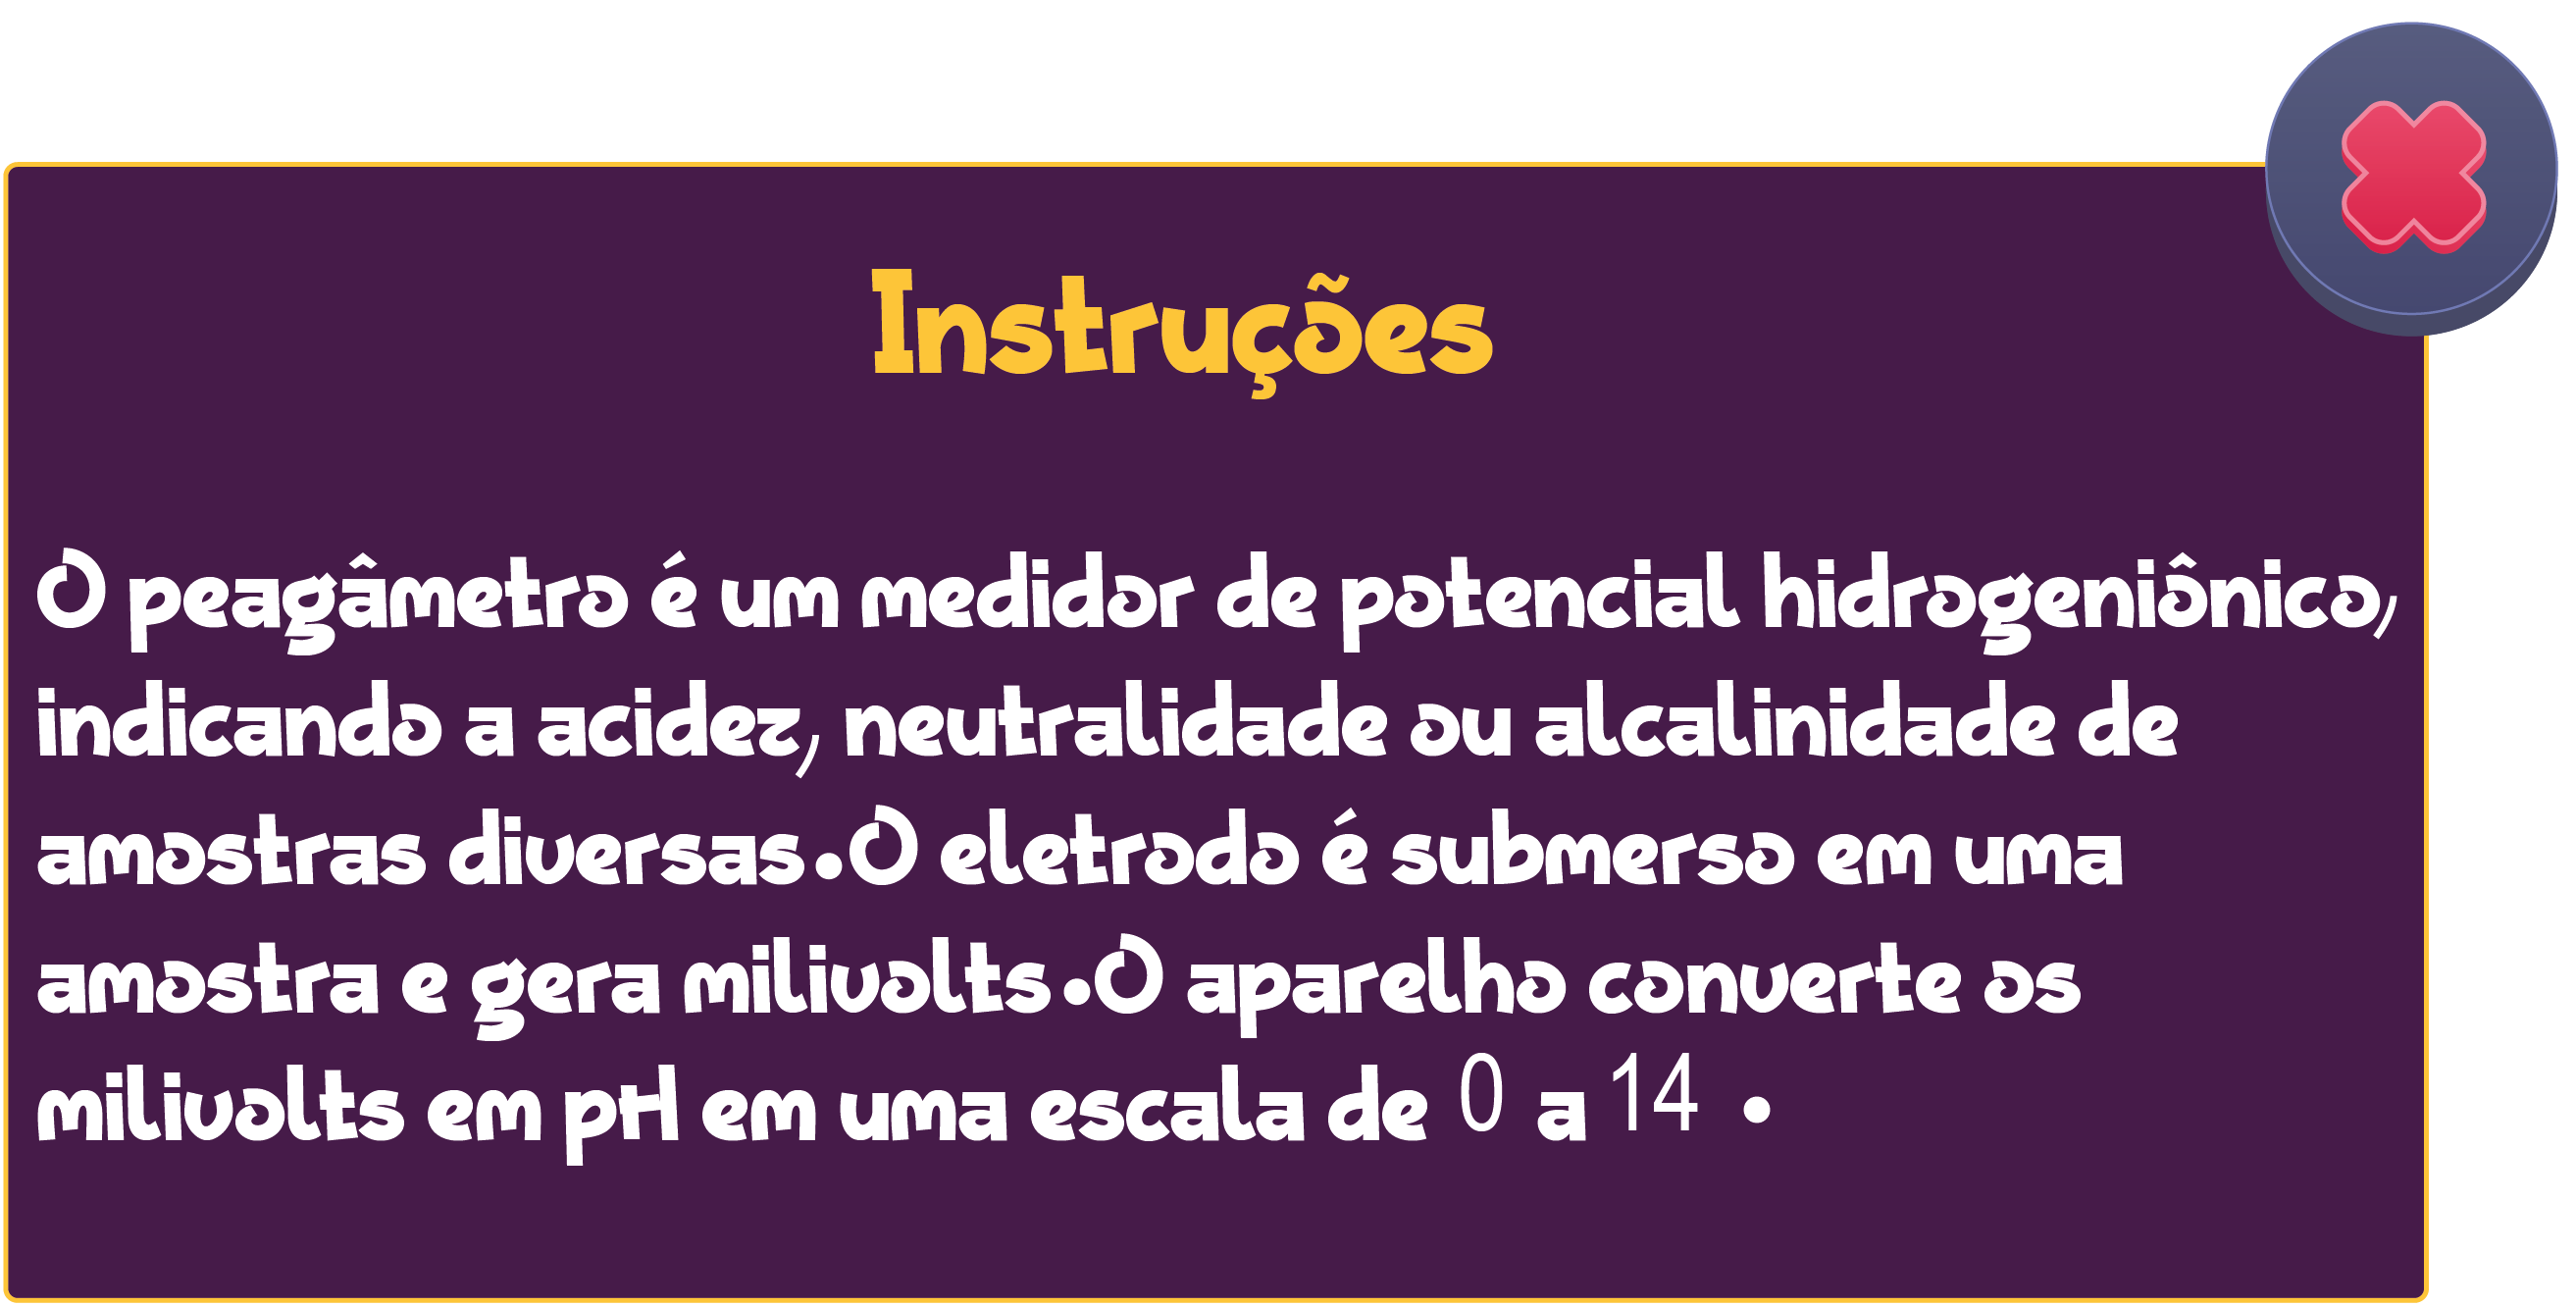 Instruções
O peagâmetro é um medidor de potencial hidrogeniônico,
indicando a acidez, neutralidade ou alcalinidade de
amostras diversas.O eletrodo é submerso em uma
amostra e gera milivolts.O aparelho converte os
milivolts em pH em uma escala de 0 a 14 .